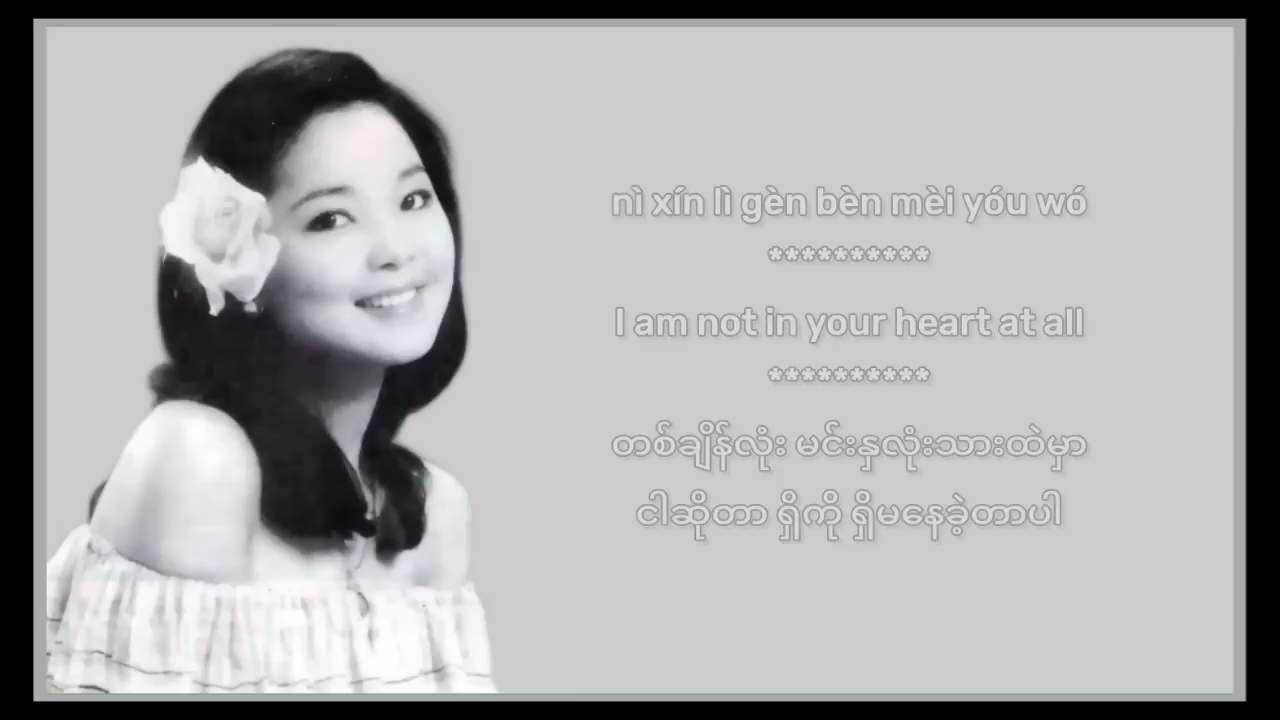 nì xín lì gèn bèn mèi yóu wó
**********
I am not in your heart at all
**********
တစ်ချိန်လုံး မင်းနှလုံးသားထဲမှာ
ငါဆိုတာ ရှိကို ရှိမနေခဲ့တာပါ